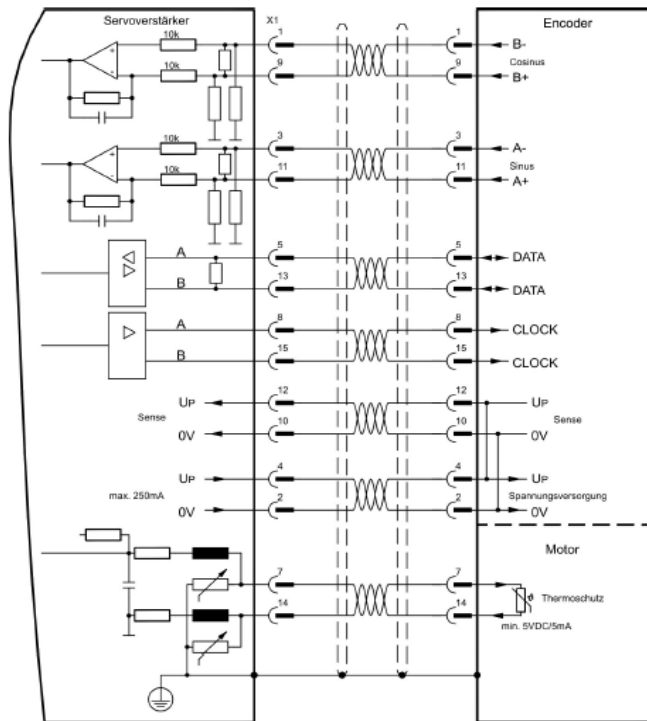 Servoverstärker X1 Encoder
10k 1 1 B-
Cosinus
10k 9 9 B+
10k 3 3 A-
Sinus
10k 11 11 A+
A 5 5 DATA
B 13 13 DATA
A 8 8 CLOCK
B 15 15 CLOCK
UP 12 12 UP
Sense Sense
0V 10 10 0V
UP 4 4 UP
max. 250mA Spannungsversorgung
0V 2 2 0V
Motor
7 7
ϑ Thermoschutz
14 14
min. 5VDC/5mA